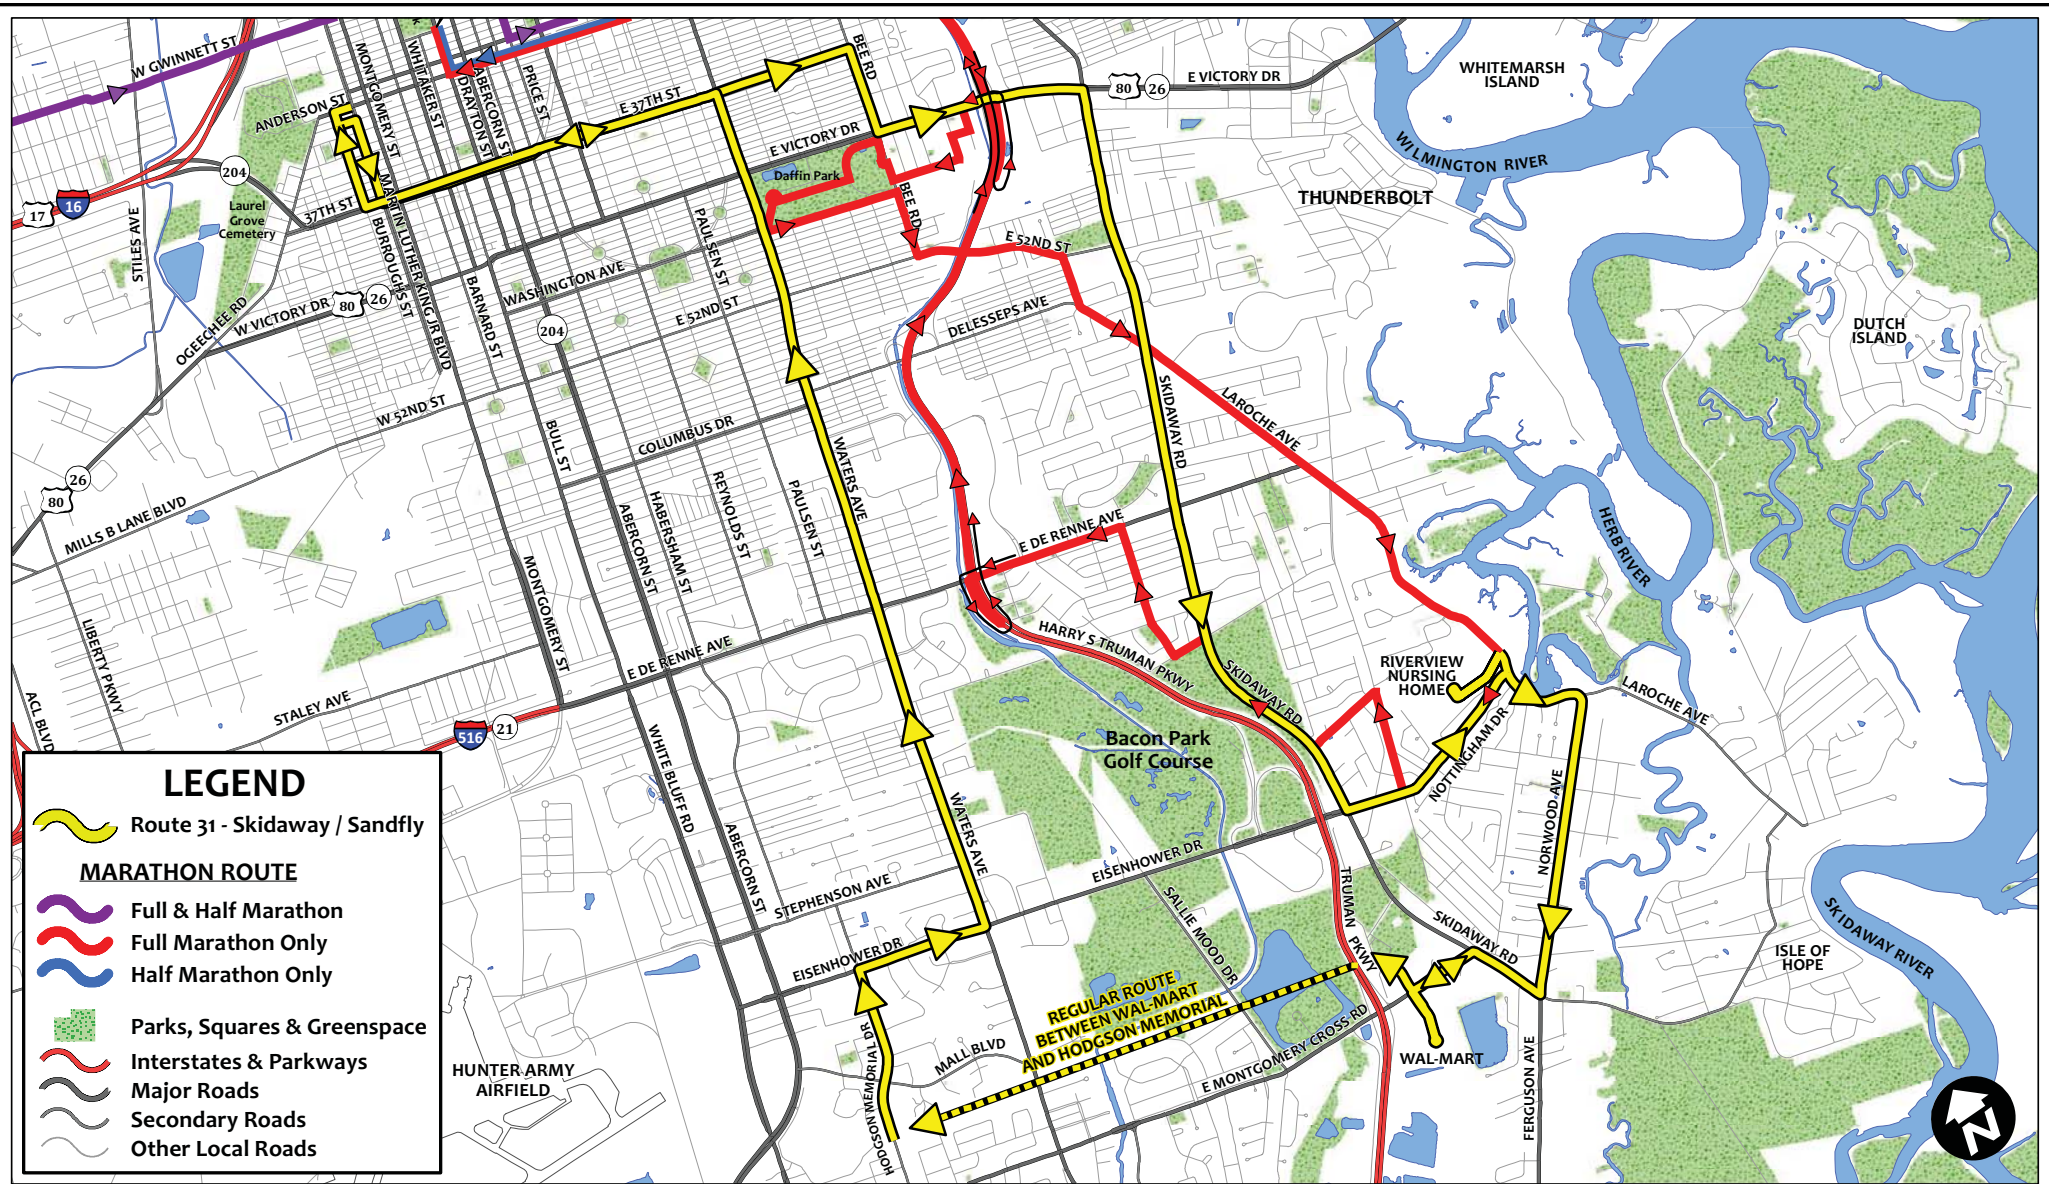 W GWINNETT ST
ANDERSON ST
MONTGOMERY ST
WHITAKER ST
DRAYTON ST
ABERCORN ST
PRICE ST
E 37TH ST
BEE RD
E VICTORY DR
80
26
E VICTORY DR
WHITEMARSH
ISLAND
WILMINGTON RIVER
THUNDERBOLT
204
17
16
Laurel
Grove
Cemetery
37TH ST
STILES AVE
MARTIN LUTHER KING JR BLVD
BURROUGHS ST
Daffin Park
BEE RD
PAULSEN ST
E 52ND ST
WASHINGTON AVE
BARNARD ST
OGEECHEE RD
W VICTORY DR
80
26
204
E 52ND ST
DELESSEPS AVE
DUTCH
ISLAND
SKIDAWAY RD
LAROCHE AVE
W 52ND ST
BULL ST
COLUMBUS DR
WATERS AVE
26
80
MILLS B LANE BLVD
ABERCORN ST
HABERSHAM ST
REYNOLDS ST
PAULSEN ST
E DE RENNE AVE
HERB RIVER
MONTGOMERY ST
LIBERTY PKWY
ACL BLVD
STALEY AVE
E DE RENNE AVE
HARRY S TRUMAN PKWY
SKIDAWAY RD
RIVERVIEW
NURSING
HOME
LAROCHE AVE
516
21
WHITE BLUFF RD
Bacon Park
Golf Course
NOTTINGHAM DR
NORWOOD AVE
WATERS AVE
ABERCORN ST
STEPHENSON AVE
EISENHOWER DR
EISENHOWER DR
SALLIE MOOD DR
TRUMAN PKWY
SKIDAWAY RD
ISLE OF
HOPE
SKIDAWAY RIVER
REGULAR ROUTE
BETWEEN WAL-MART
AND HODGSON MEMORIAL
HODGSON MEMORIAL DR
MALL BLVD
E MONTGOMERY CROSS RD
WAL-MART
FERGUSON AVE
HUNTER ARMY
AIRFIELD
N
LEGEND
Route 31 - Skidaway / Sandfly
MARATHON ROUTE
Full & Half Marathon
Full Marathon Only
Half Marathon Only
Parks, Squares & Greenspace
Interstates & Parkways
Major Roads
Secondary Roads
Other Local Roads